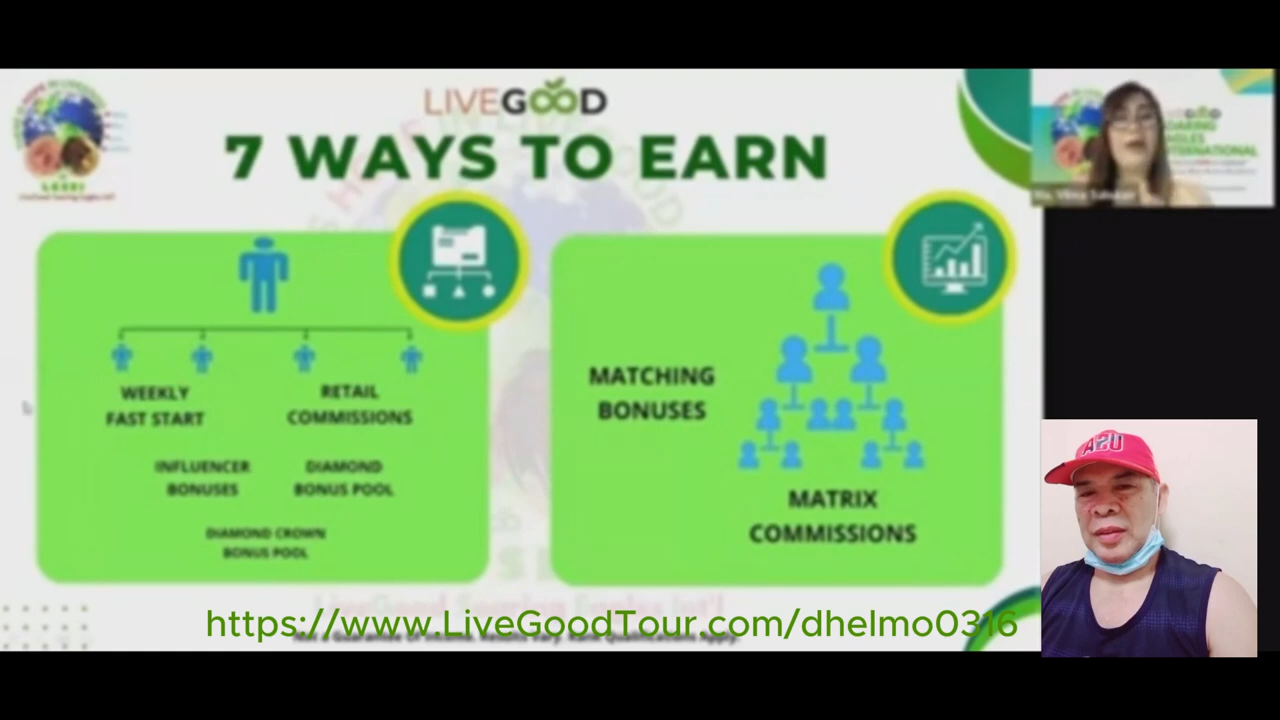 LIVEGOOD
7 WAYS TO EARN
WEEKLY
FAST START
RETAIL
COMMISSIONS
INFLUENCER
BONUSES
DIAMOND
BONUS POOL
DIAMOND CROWN
BONUS POOL
MATCHING
BONUSES
MATRIX
COMMISSIONS
https://www.LiveGoodTour.com/dhelmo0316
A2U